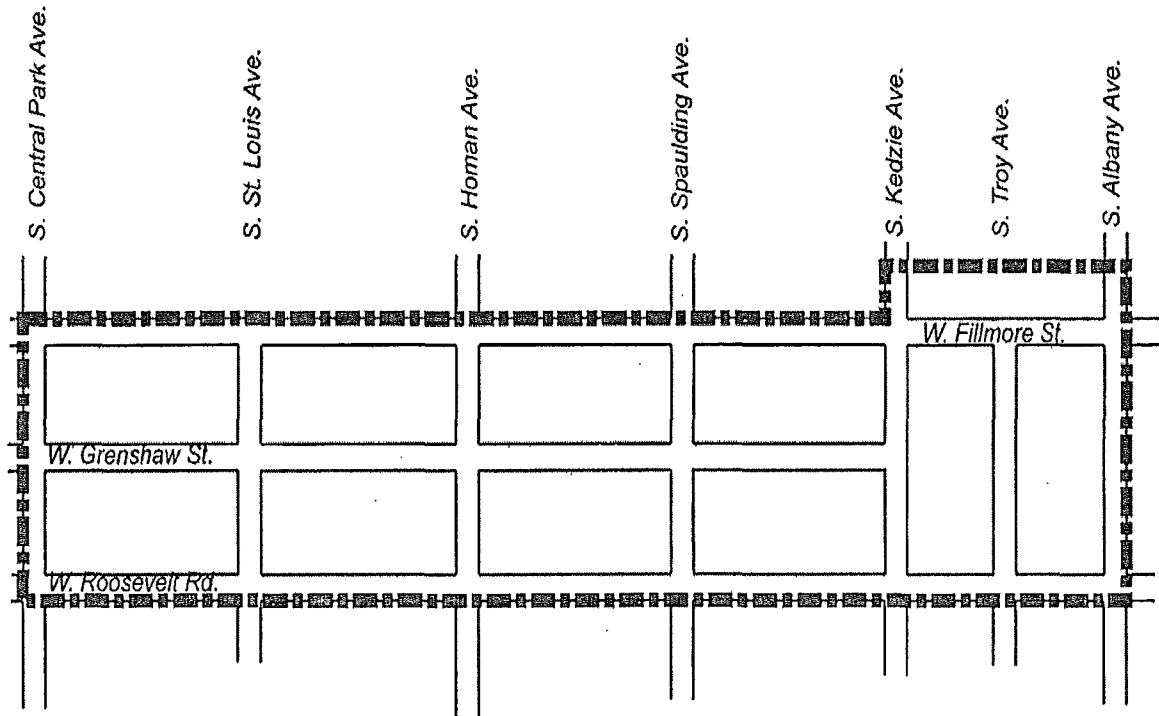 S. Central Park Ave.
S. St. Louis Ave.
S. Homan Ave.
S. Spaulding Ave.
S. Kedzie Ave.
S. Troy Ave.
S. Albany Ave.
W. Fillmore St.
W. Grenshaw St.
W. Roosevelt Rd.